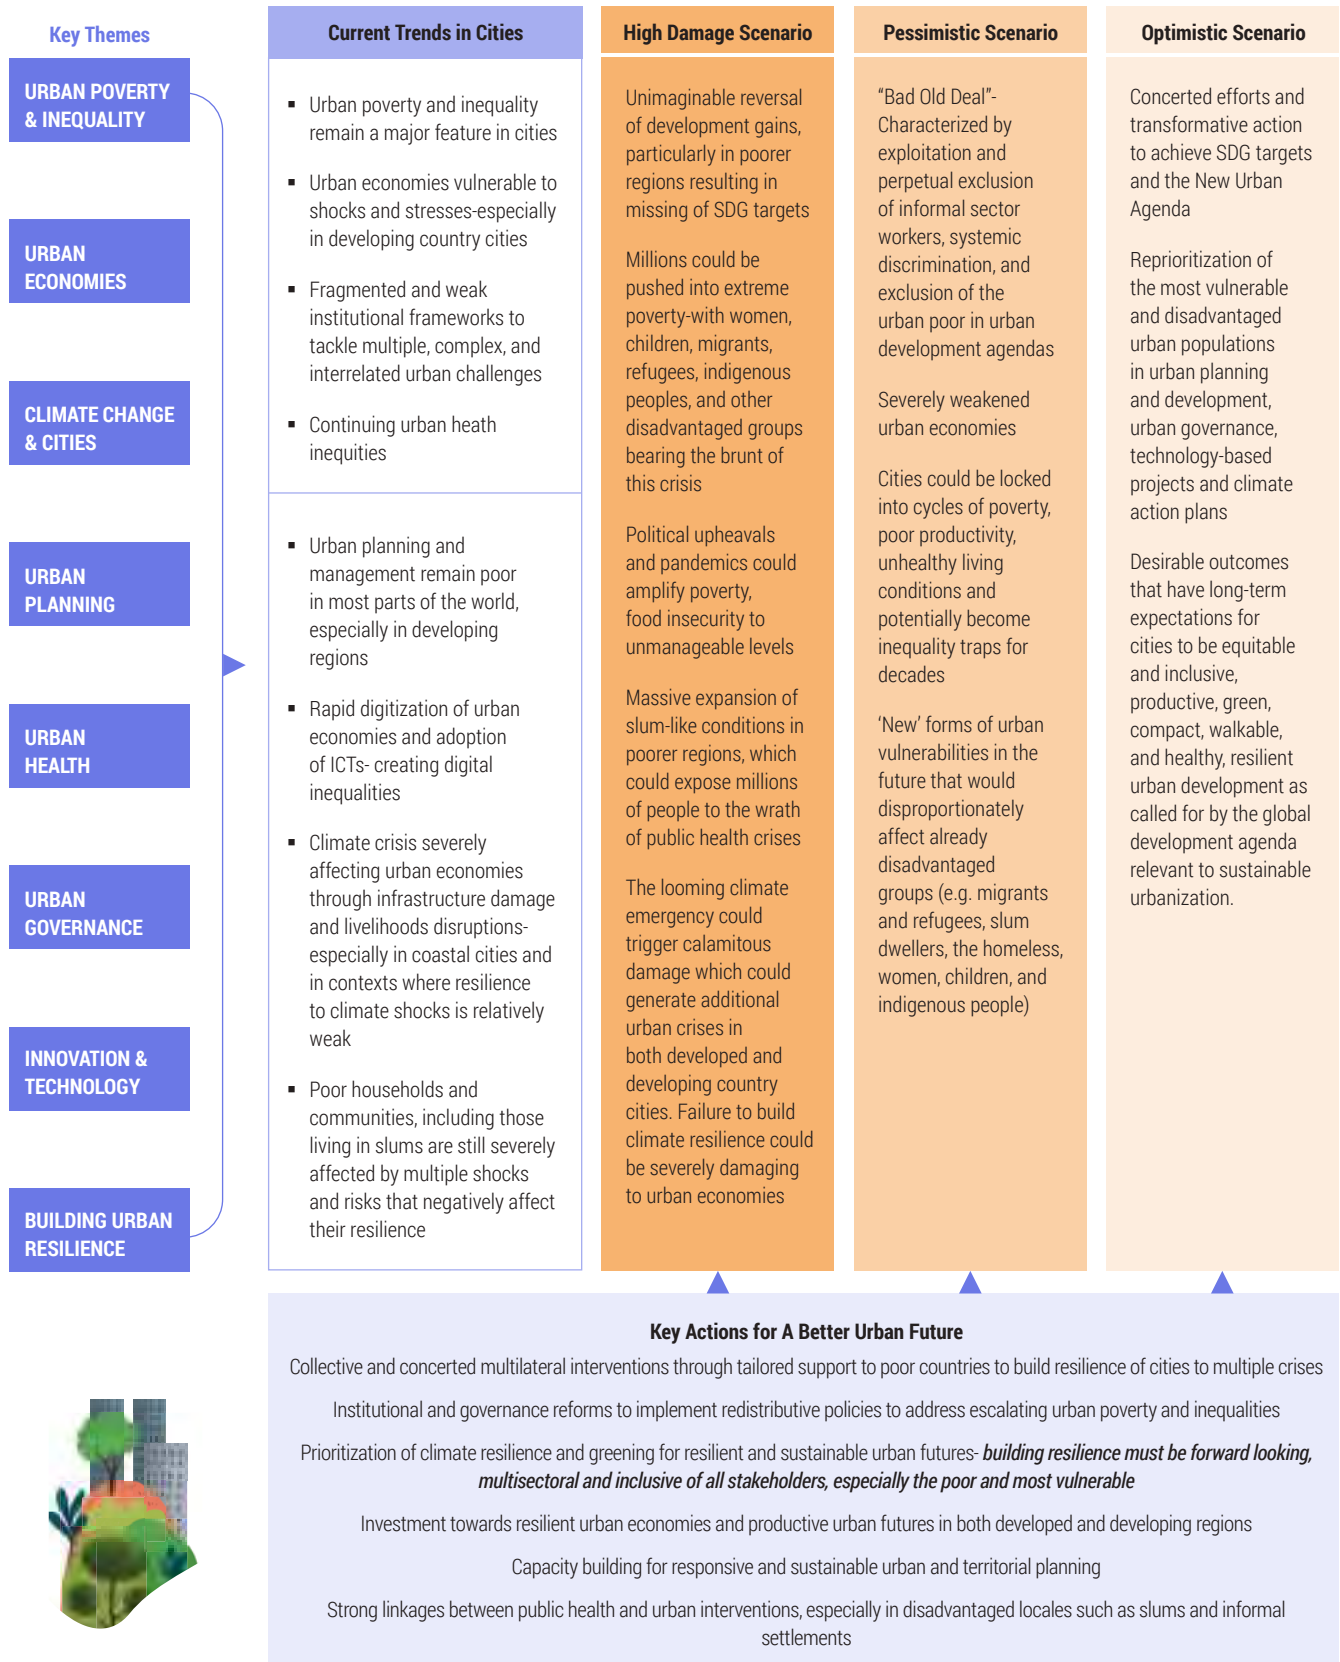 Key Themes
URBAN POVERTY
& INEQUALITY
URBAN
ECONOMIES
CLIMATE CHANGE
& CITIES
URBAN
PLANNING
URBAN
HEALTH
URBAN
GOVERNANCE
INNOVATION &
TECHNOLOGY
BUILDING URBAN
RESILIENCE
Current Trends in Cities
▪ Urban poverty and inequality
remain a major feature in cities
▪ Urban economies vulnerable to
shocks and stresses-especially
in developing country cities
▪ Fragmented and weak
institutional frameworks to
tackle multiple, complex, and
interrelated urban challenges
▪ Continuing urban heath
inequities
▪ Urban planning and
management remain poor
in most parts of the world,
especially in developing
regions
▪ Rapid digitization of urban
economies and adoption
of ICTs- creating digital
inequalities
▪ Climate crisis severely
affecting urban economies
through infrastructure damage
and livelihoods disruptions-
especially in coastal cities and
in contexts where resilience
to climate shocks is relatively
weak
▪ Poor households and
communities, including those
living in slums are still severely
affected by multiple shocks
and risks that negatively affect
their resilience
High Damage Scenario
Unimaginable reversal
of development gains,
particularly in poorer
regions resulting in
missing of SDG targets
Millions could be
pushed into extreme
poverty-with women,
children, migrants,
refugees, indigenous
peoples, and other
disadvantaged groups
bearing the brunt of
this crisis
Political upheavals
and pandemics could
amplify poverty,
food insecurity to
unmanageable levels
Massive expansion of
slum-like conditions in
poorer regions, which
could expose millions
of people to the wrath
of public health crises
The looming climate
emergency could
trigger calamitous
damage which could
generate additional
urban crises in
both developed and
developing country
cities. Failure to build
climate resilience could
be severely damaging
to urban economies
Pessimistic Scenario
“Bad Old Deal”-
Characterized by
exploitation and
perpetual exclusion
of informal sector
workers, systemic
discrimination, and
exclusion of the
urban poor in urban
development agendas
Severely weakened
urban economies
Cities could be locked
into cycles of poverty,
poor productivity,
unhealthy living
conditions and
potentially become
inequality traps for
decades
‘New’ forms of urban
vulnerabilities in the
future that would
disproportionately
affect already
disadvantaged
groups (e.g. migrants
and refugees, slum
dwellers, the homeless,
women, children, and
indigenous people)
Optimistic Scenario
Concerted efforts and
transformative action
to achieve SDG targets
and the New Urban
Agenda
Reprioritization of
the most vulnerable
and disadvantaged
urban populations
in urban planning
and development,
urban governance,
technology-based
projects and climate
action plans
Desirable outcomes
that have long-term
expectations for
cities to be equitable
and inclusive,
productive, green,
compact, walkable,
and healthy, resilient
urban development as
called for by the global
development agenda
relevant to sustainable
urbanization.
Key Actions for A Better Urban Future
Collective and concerted multilateral interventions through tailored support to poor countries to build resilience of cities to multiple crises
Institutional and governance reforms to implement redistributive policies to address escalating urban poverty and inequalities
Prioritization of climate resilience and greening for resilient and sustainable urban futures- building resilience must be forward looking,
multisectoral and inclusive of all stakeholders, especially the poor and most vulnerable
Investment towards resilient urban economies and productive urban futures in both developed and developing regions
Capacity building for responsive and sustainable urban and territorial planning
Strong linkages between public health and urban interventions, especially in disadvantaged locales such as slums and informal
settlements